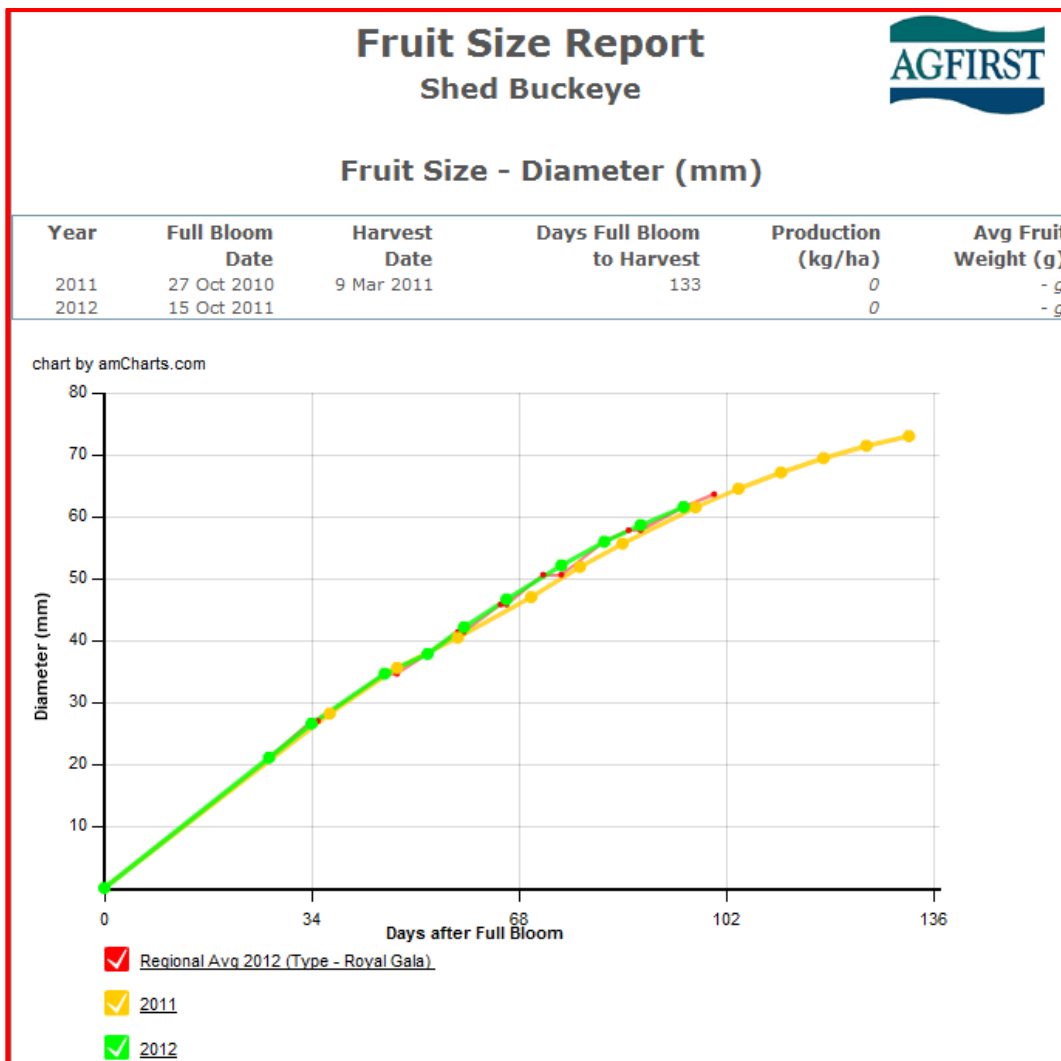 Fruit Size Report
AGFIRST
Shed Buckeye
Fruit Size - Diameter (mm)
Year Full Bloom Date Harvest Date Days Full Bloom to Harvest Production (kg/ha) Avg Fruit Weight (g)
2011 27 Oct 2010 9 Mar 2011 133 0 - g
2012 15 Oct 2011 0 - g
chart by amCharts.com
80
70
60
50
40
30
20
10
Diameter (mm)
0 34 68 102 136
Days after Full Bloom
Regional Avg 2012 (Type - Royal Gala)
2011
2012